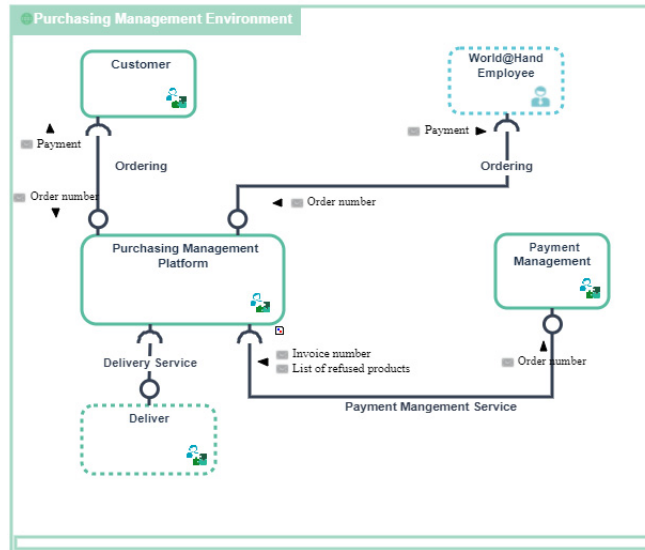 Purchasing Management Environment
Customer
World@Hand
Employee
Payment
Payment
Ordering
Ordering
Order number
Order number
Purchasing Management
Platform
Payment
Management
Invoice number
List of refused products
Delivery Service
Order number
Payment Mangement Service
Deliver